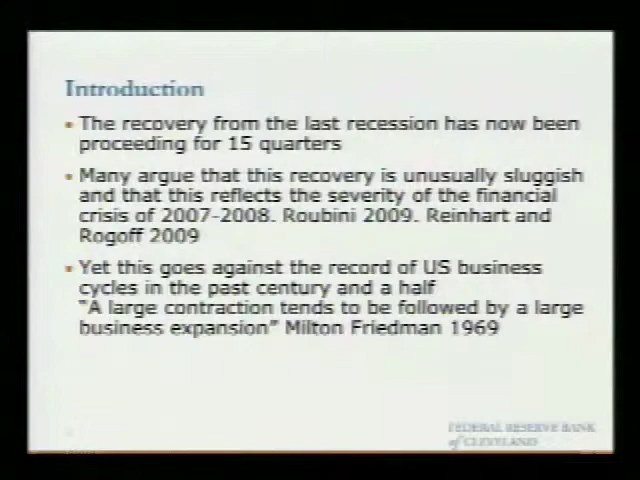 Introduction
The recovery from the last recession has now been
proceeding for 15 quarters
Many argue that this recovery is unusually sluggish
and that this reflects the severity of the financial
crisis of 2007-2008. Roubini 2009. Reinhart and
Rogoff 2009
Yet this goes against the record of US business
cycles in the past century and a half
“A large contraction tends to be followed by a large
business expansion” Milton Friedman 1969
FEDERAL RESERVE BANK
of CLEVELAND